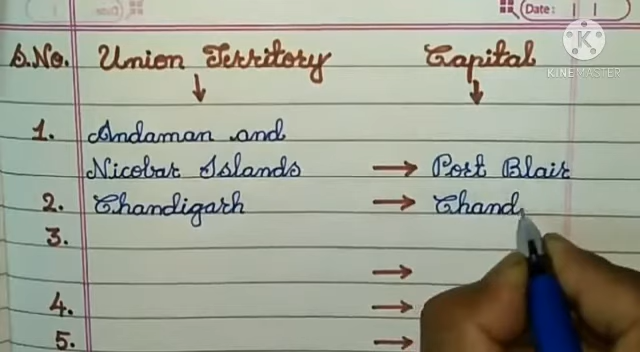 Date:
KINEMASTER
S.No. Union Territory Capital
1. Andaman and
Nicobar Islands → Port Blair
2. Chandigarh → Chand
3.
→
4. →
5. →